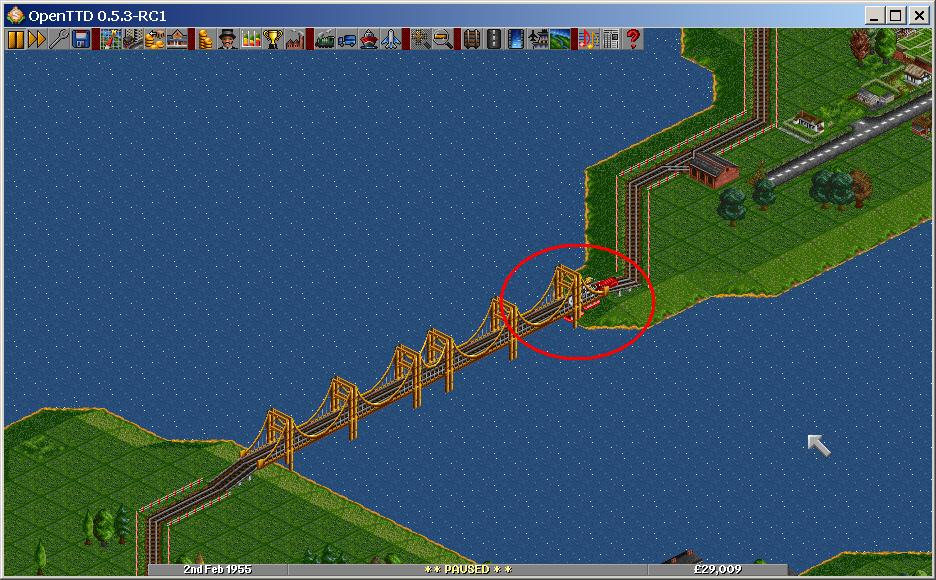 OpenTTD 0.5.3-RC1
2nd Feb 1955
* * PAUSED * *
£29,009